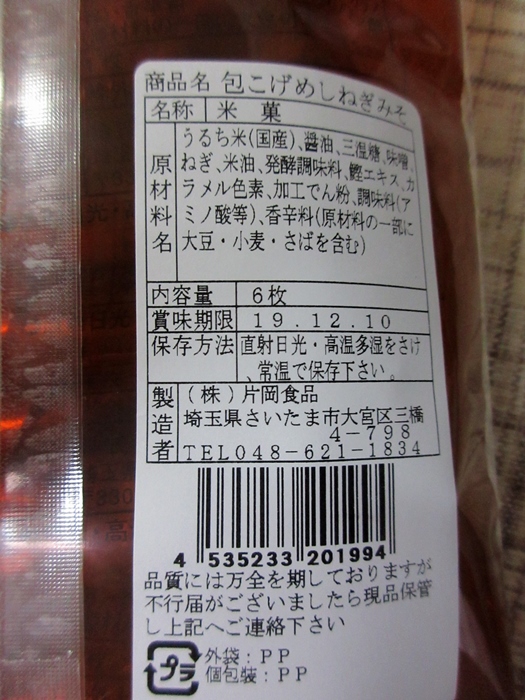 商品名 包こげめしねぎみそ
名称 米菓
原材料名 うるち米(国産)、醤油、三温糖、味噌、
ねぎ、米油、発酵調味料、鰹エキス、カ
ラメル色素、加工でん粉、調味料(ア
ミノ酸等)、香辛料(原材料の一部に
大豆・小麦・さばを含む)
内容量 6枚
賞味期限 19.12.10
保存方法 直射日光・高温多湿をさけ
、常温で保存下さい。
製造者 (株)片岡食品
埼玉県さいたま市大宮区三橋
4-798
TEL048-621-1834
4 535233 201994
品質には万全を期しておりますが
不行届がございましたら現品保管
し上記へご連絡下さい
プラ
外袋：PP
個包装：PP